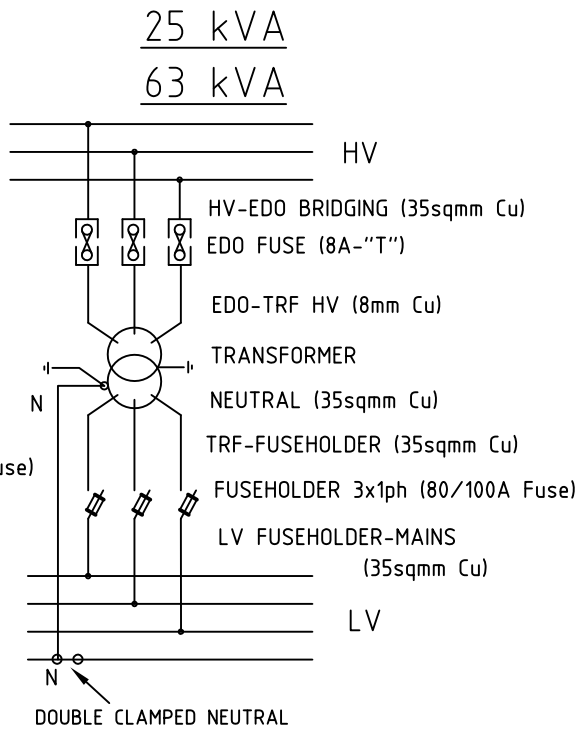 25 kVA
63 kVA
HV
HV-EDO BRIDGING (35sqmm Cu)
EDO FUSE (8A-"T")
EDO-TRF HV (8mm Cu)
TRANSFORMER
N
NEUTRAL (35sqmm Cu)
TRF-FUSEHOLDER (35sqmm Cu)
use)
FUSEHOLDER 3x1ph (80/100A Fuse)
LV FUSEHOLDER-MAINS
(35sqmm Cu)
LV
N
DOUBLE CLAMPED NEUTRAL